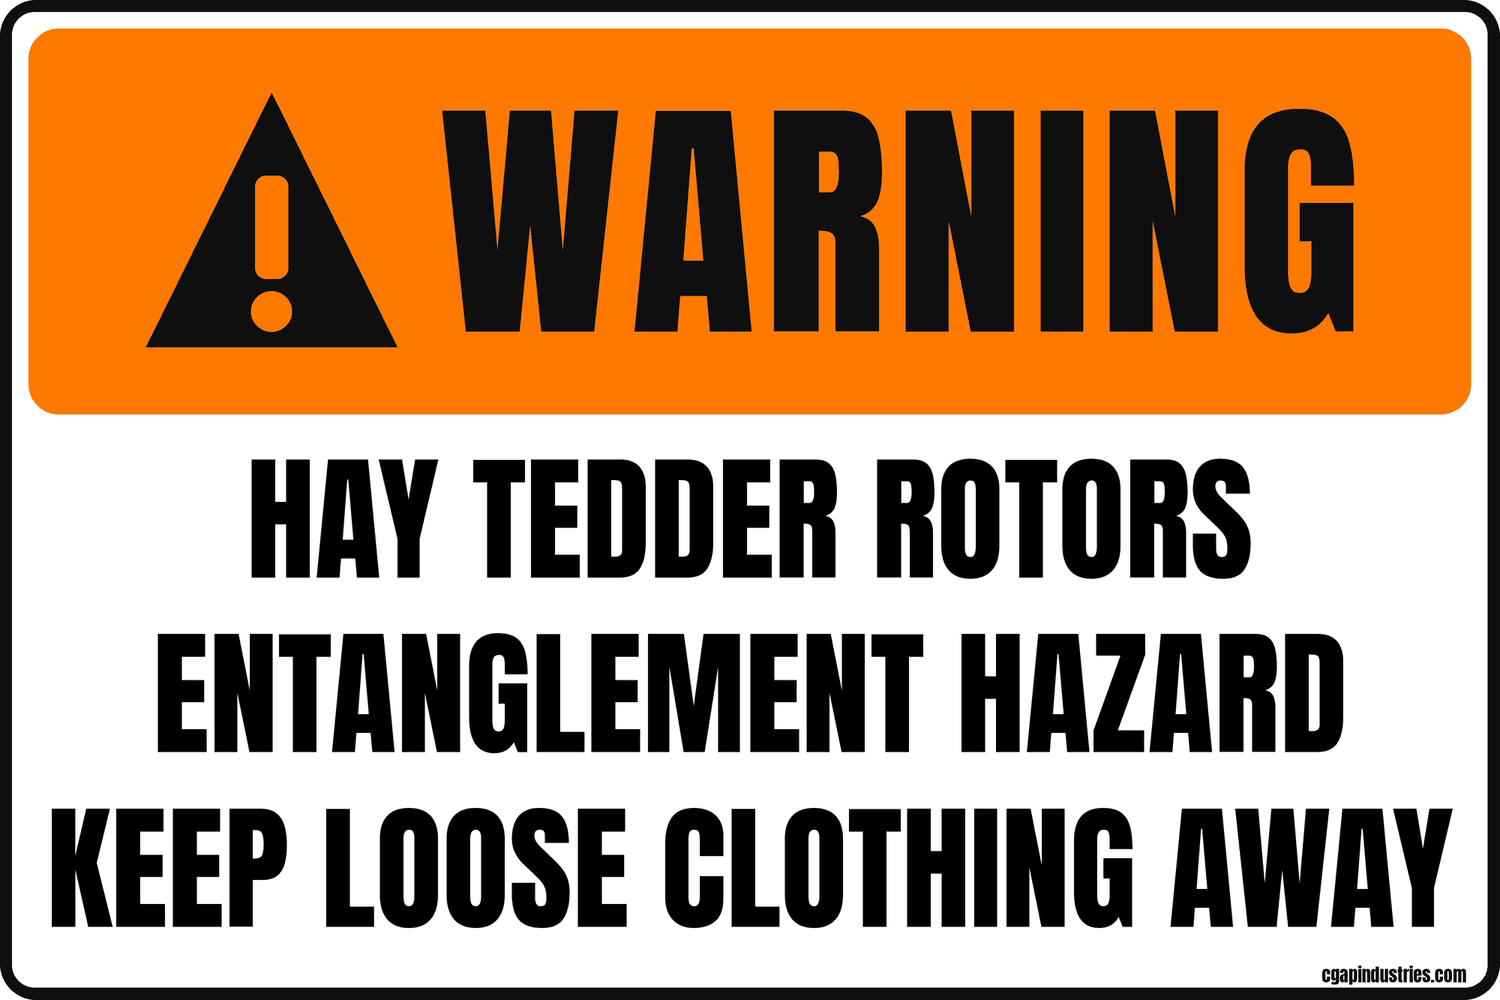 WARNING
HAY TEDDER ROTORS
ENTANGLEMENT HAZARD
KEEP LOOSE CLOTHING AWAY
cgapindustries.com